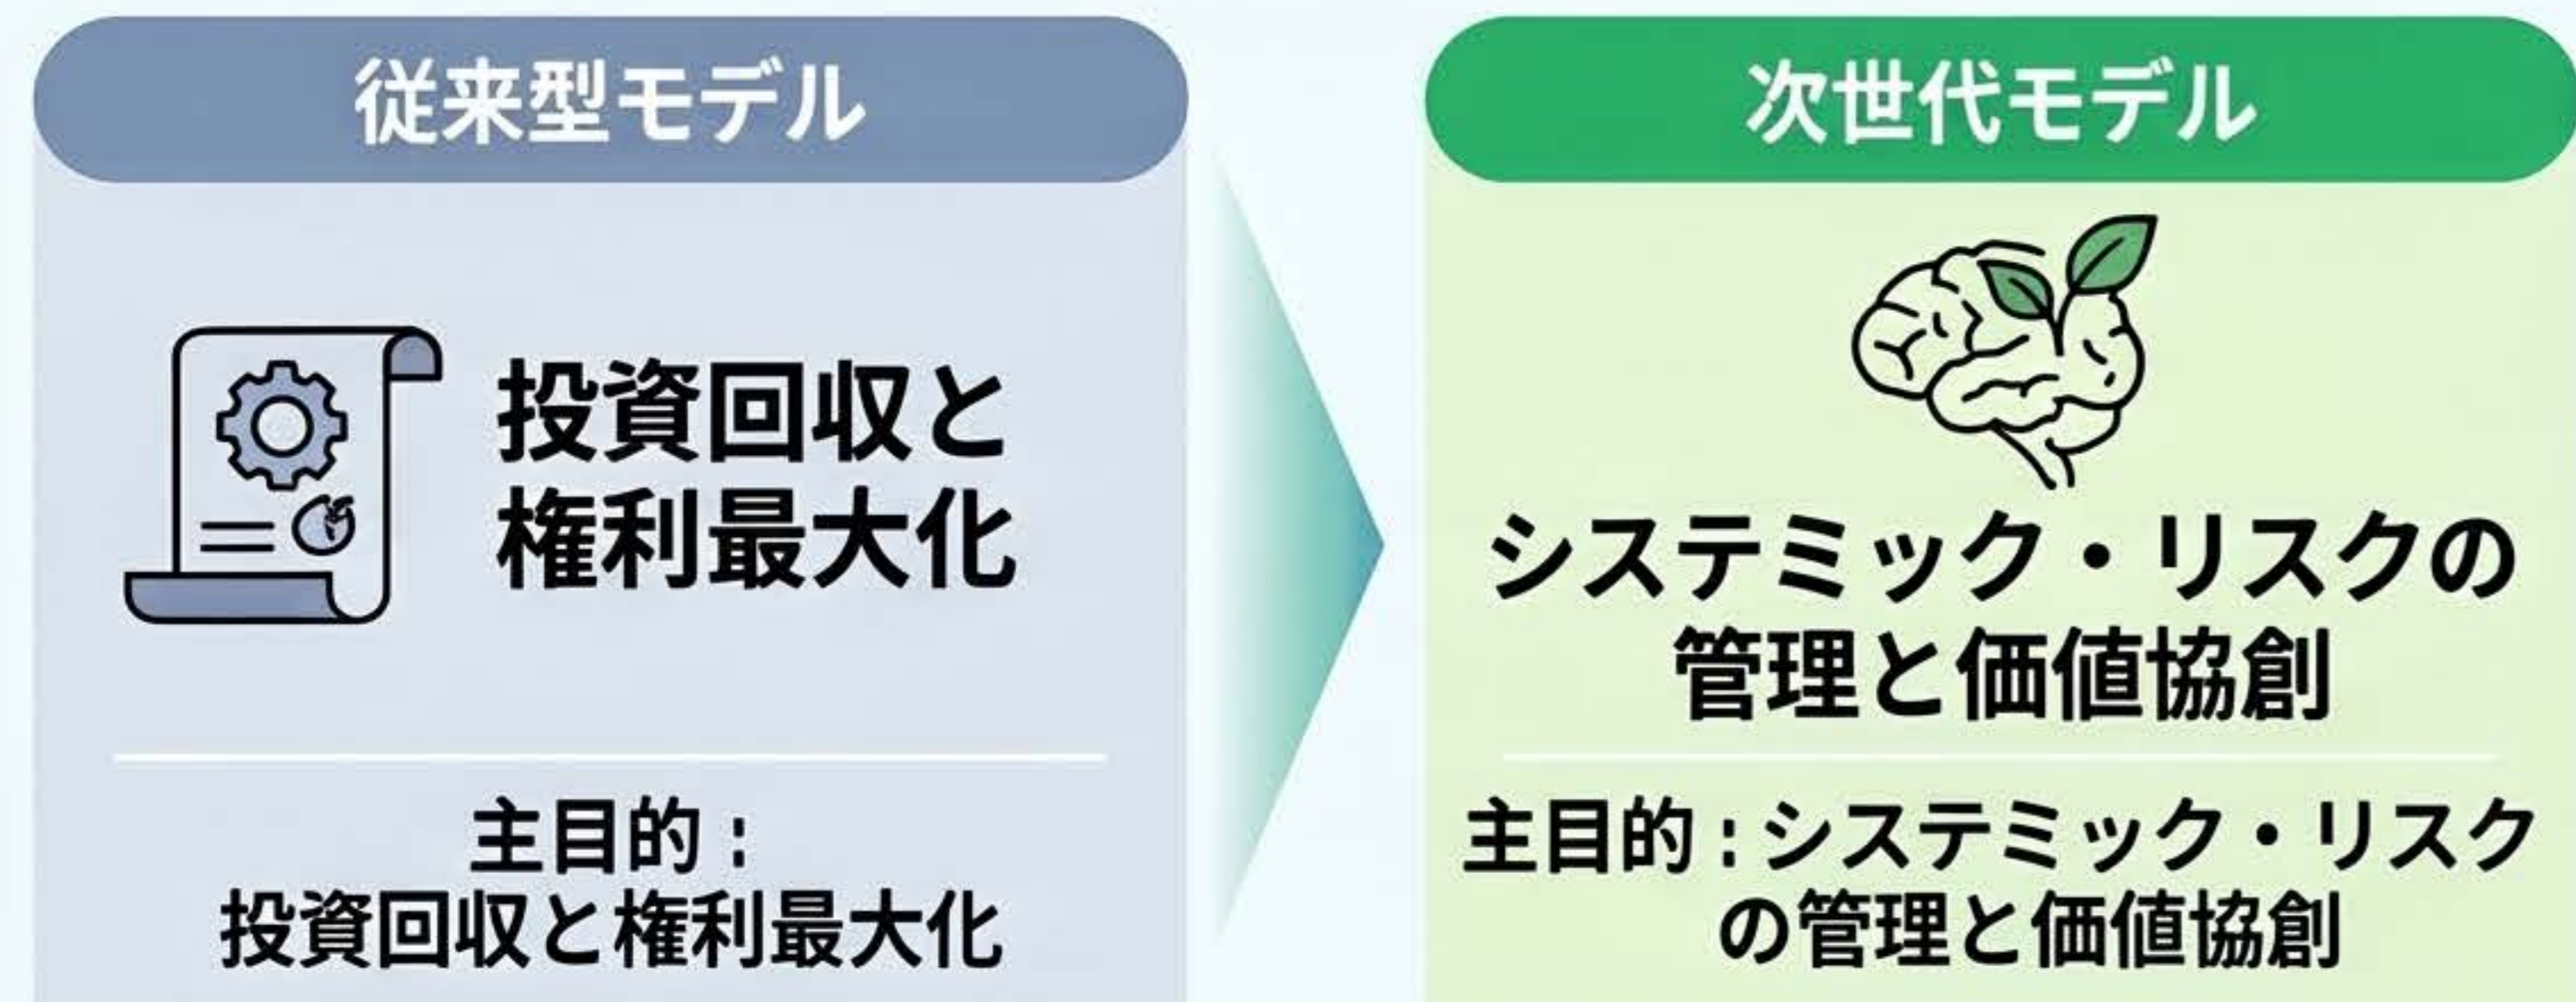 従来型モデル
投資回収と
権利最大化
主目的：
投資回収と権利最大化
次世代モデル
システミック・リスクの
管理と価値協創
主目的：システミック・リスク
の管理と価値協創